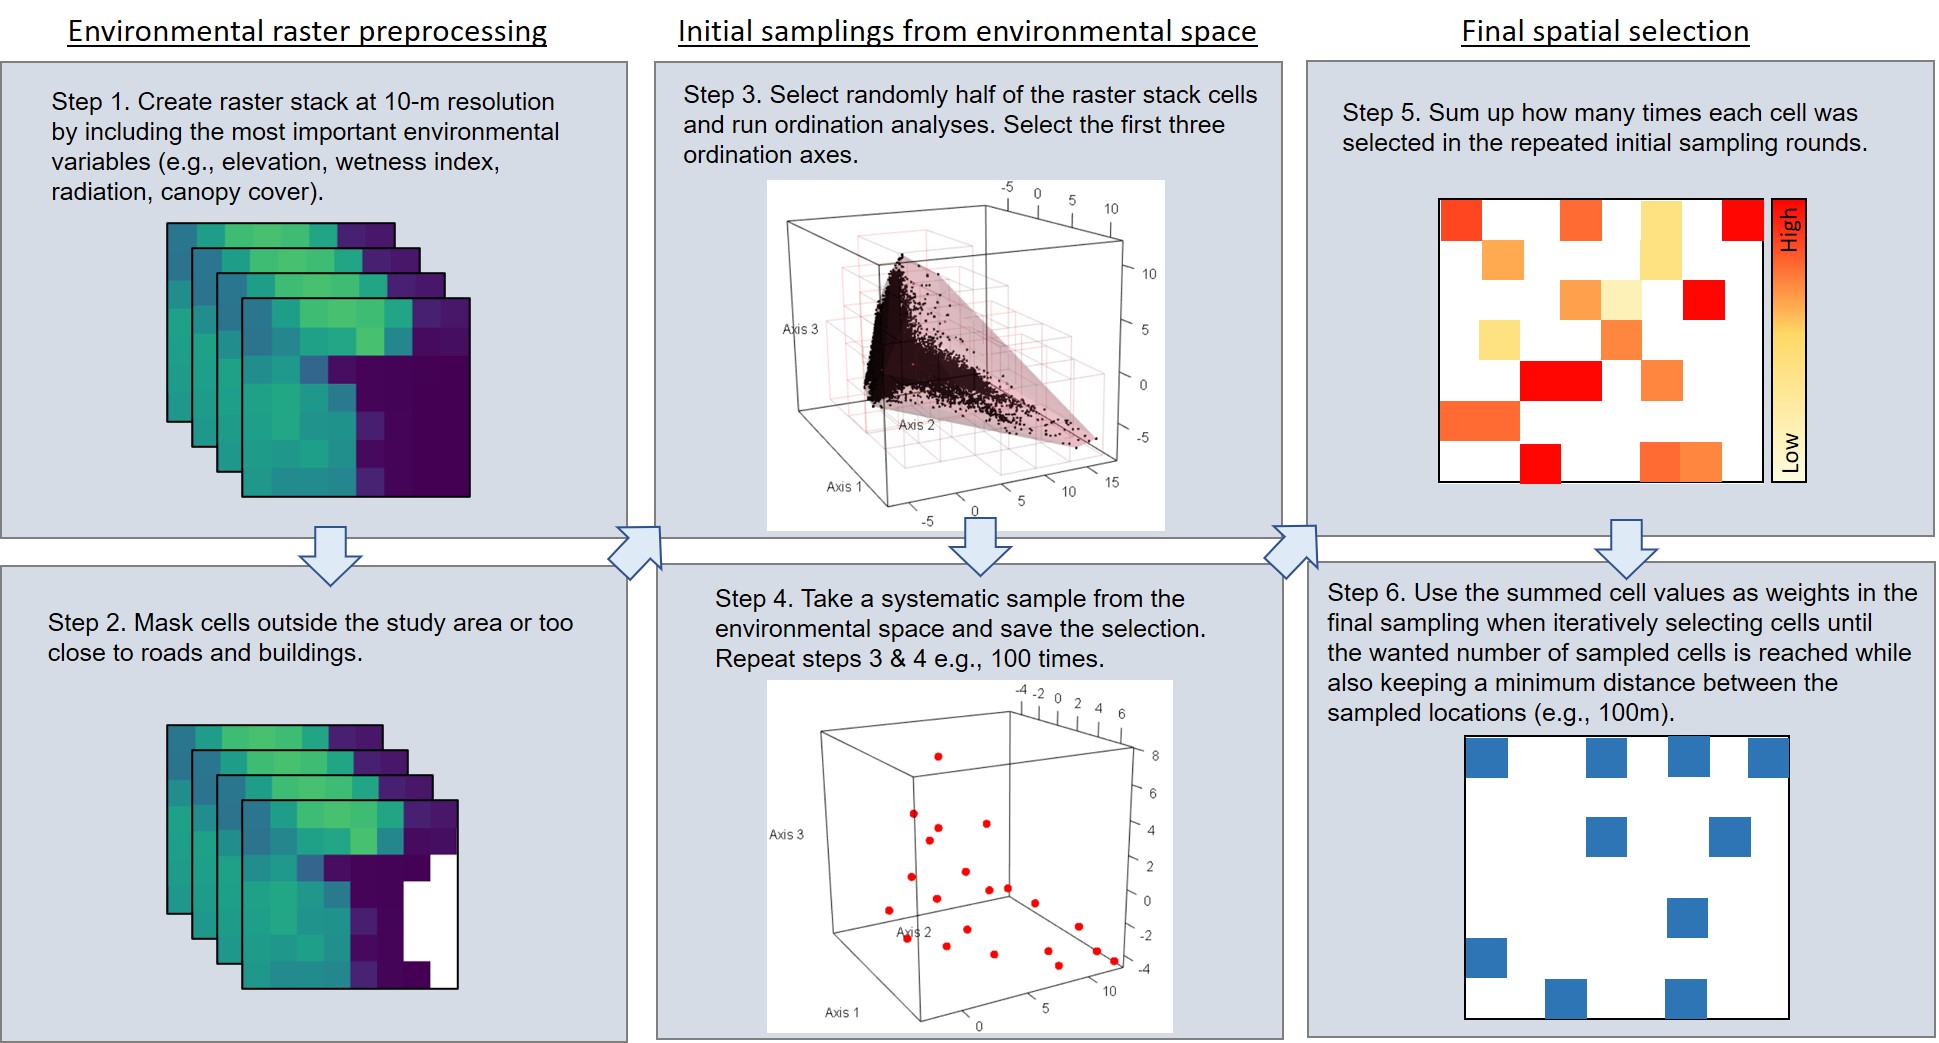 Environmental raster preprocessing
Initial samplings from environmental space
Final spatial selection
Step 1. Create raster stack at 10-m resolution
by including the most important environmental
variables (e.g., elevation, wetness index,
radiation, canopy cover).
Step 2. Mask cells outside the study area or too
close to roads and buildings.
Step 3. Select randomly half of the raster stack cells
and run ordination analyses. Select the first three
ordination axes.
-5 0 5 10
10
5
0
-5
Axis 3
Axis 2
Axis 1
-5 0 5 10 15
Step 4. Take a systematic sample from the
environmental space and save the selection.
Repeat steps 3 & 4 e.g., 100 times.
-4 -2 0 2 4 6
8
6
4
2
0
-2
-4
Axis 3
Axis 2
Axis 1
0 5 10
Step 5. Sum up how many times each cell was
selected in the repeated initial sampling rounds.
High
Low
Step 6. Use the summed cell values as weights in the
final sampling when iteratively selecting cells until
the wanted number of sampled cells is reached while
also keeping a minimum distance between the
sampled locations (e.g., 100m).